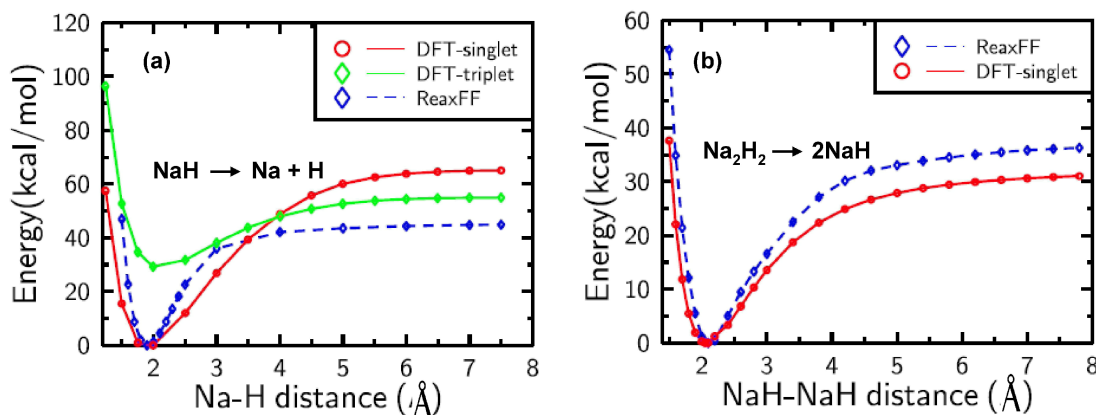 (a)
DFT-singlet
DFT-triplet
ReaxFF
NaH → Na + H
Energy(kcal/mol)
120
100
80
60
40
20
0
2 3 4 5 6 7 8
Na-H distance (Å)
(b)
ReaxFF
DFT-singlet
Na₂H₂ → 2NaH
Energy(kcal/mol)
60
50
40
30
20
10
0
2 3 4 5 6 7 8
NaH-NaH distance (Å)